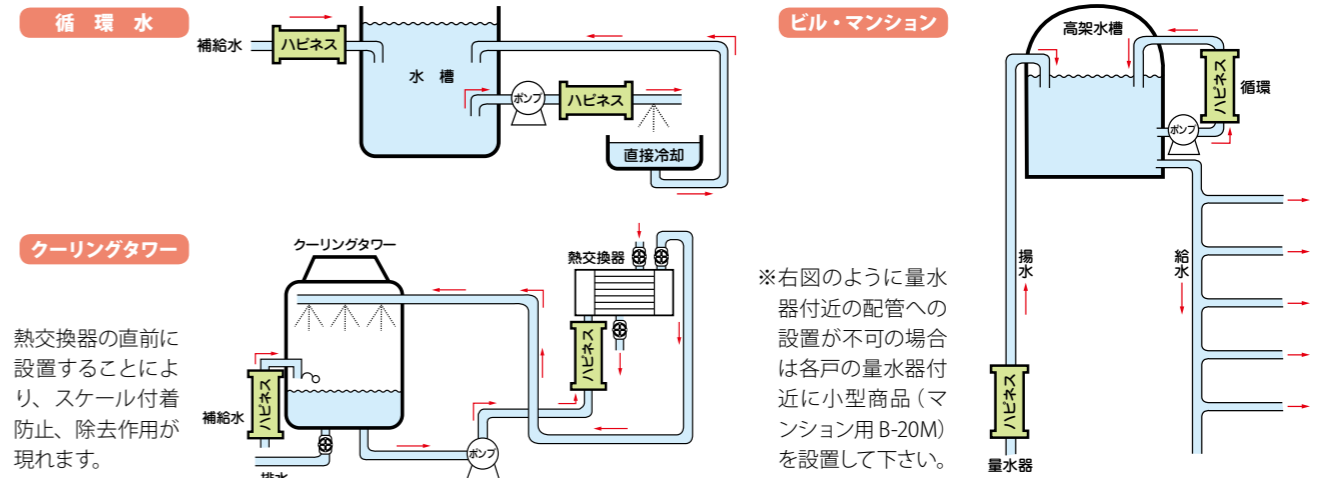 循環水
補給水
ハピネス
水槽
ポンプ
ハピネス
直接冷却
クーリングタワー
熱交換器の直前に
設置することによ
り、スケール付着
防止、除去作用が
現れます。
クーリングタワー
熱交換器
ハピネス
ハピネス
補給水
排水
ポンプ
ビル・マンション
高架水槽
ハピネス
循環
ポンプ
揚水
給水
※右図のように量水
器付近の配管への
設置が不可の場合
は各戸の量水器付
近に小型商品（マ
ンション用 B-20M）
を設置して下さい。
ハピネス
量水器